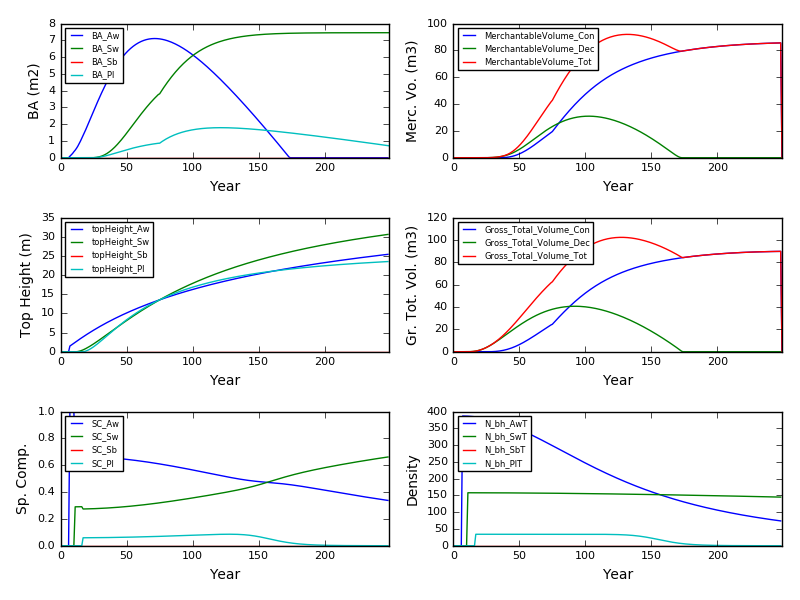 BA (m2)
8
7
6
5
4
3
2
1
0
BA_Aw
BA_Sw
BA_Sb
BA_Pl
0 50 100 150 200
Year
Merc. Vo. (m3)
100
80
60
40
20
0
MerchantableVolume_Con
MerchantableVolume_Dec
MerchantableVolume_Tot
0 50 100 150 200
Year
Top Height (m)
35
30
25
20
15
10
5
0
topHeight_Aw
topHeight_Sw
topHeight_Sb
topHeight_Pl
0 50 100 150 200
Year
Gr. Tot. Vol. (m3)
120
100
80
60
40
20
0
Gross_Total_Volume_Con
Gross_Total_Volume_Dec
Gross_Total_Volume_Tot
0 50 100 150 200
Year
Sp. Comp.
1.0
0.8
0.6
0.4
0.2
0.0
SC_Aw
SC_Sw
SC_Sb
SC_Pl
0 50 100 150 200
Year
Density
400
350
300
250
200
150
100
50
0
N_bh_AwT
N_bh_SwT
N_bh_SbT
N_bh_PlT
0 50 100 150 200
Year